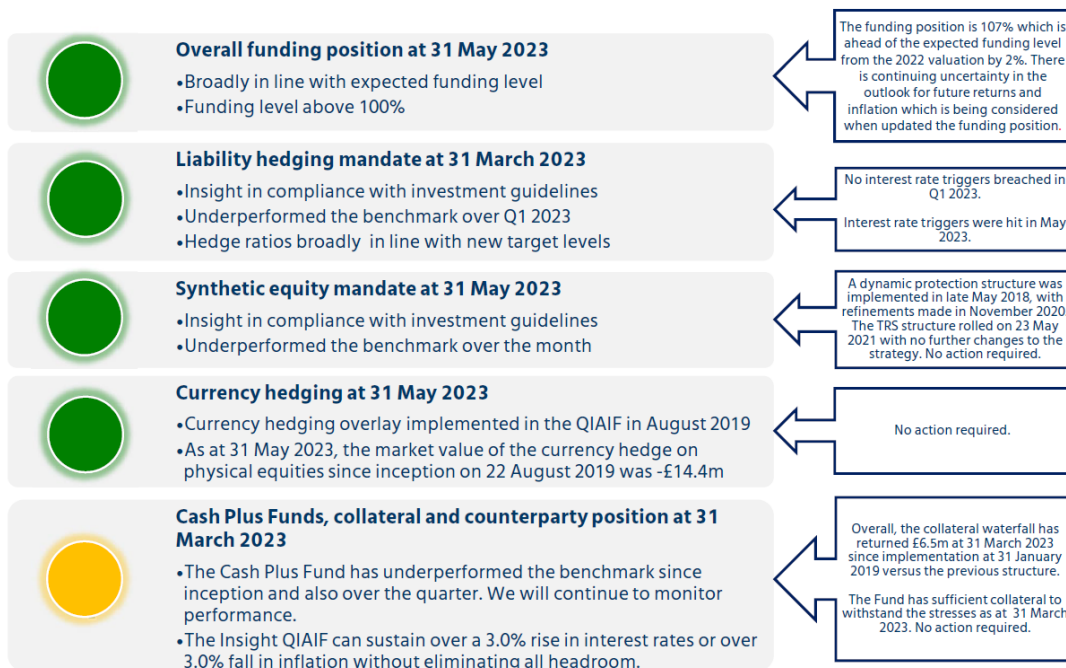 Overall funding position at 31 May 2023
•Broadly in line with expected funding level
•Funding level above 100%
The funding position is 107% which is
ahead of the expected funding level
from the 2022 valuation by 2%. There
is continuing uncertainty in the
outlook for future returns and
inflation which is being considered
when updated the funding position.
Liability hedging mandate at 31 March 2023
•Insight in compliance with investment guidelines
•Underperformed the benchmark over Q1 2023
•Hedge ratios broadly in line with new target levels
No interest rate triggers breached in
Q1 2023.
Interest rate triggers were hit in May
2023.
Synthetic equity mandate at 31 May 2023
•Insight in compliance with investment guidelines
•Underperformed the benchmark over the month
A dynamic protection structure was
implemented in late May 2018, with
refinements made in November 2020.
The TRS structure rolled on 23 May
2021 with no further changes to the
strategy. No action required.
Currency hedging at 31 May 2023
•Currency hedging overlay implemented in the QIAIF in August 2019
•As at 31 May 2023, the market value of the currency hedge on
physical equities since inception on 22 August 2019 was -£14.4m
No action required.
Cash Plus Funds, collateral and counterparty position at 31
March 2023
•The Cash Plus Fund has underperformed the benchmark since
inception and also over the quarter. We will continue to monitor
performance.
•The Insight QIAIF can sustain over a 3.0% rise in interest rates or over
3.0% fall in inflation without eliminating all headroom.
Overall, the collateral waterfall has
returned £6.5m at 31 March 2023
since implementation at 31 January
2019 versus the previous structure.
The Fund has sufficient collateral to
withstand the stresses as at 31 March
2023. No action required.